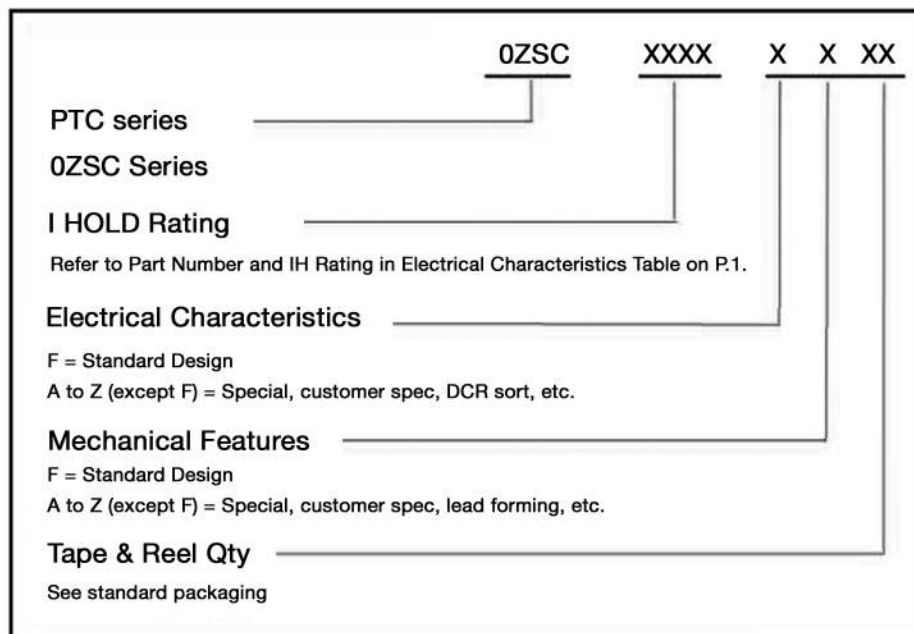 0ZSC XXXX X X XX
PTC series
0ZSC Series
I HOLD Rating
Refer to Part Number and IH Rating in Electrical Characteristics Table on P.1.
Electrical Characteristics
F = Standard Design
A to Z (except F) = Special, customer spec, DCR sort, etc.
Mechanical Features
F = Standard Design
A to Z (except F) = Special, customer spec, lead forming, etc.
Tape & Reel Qty
See standard packaging